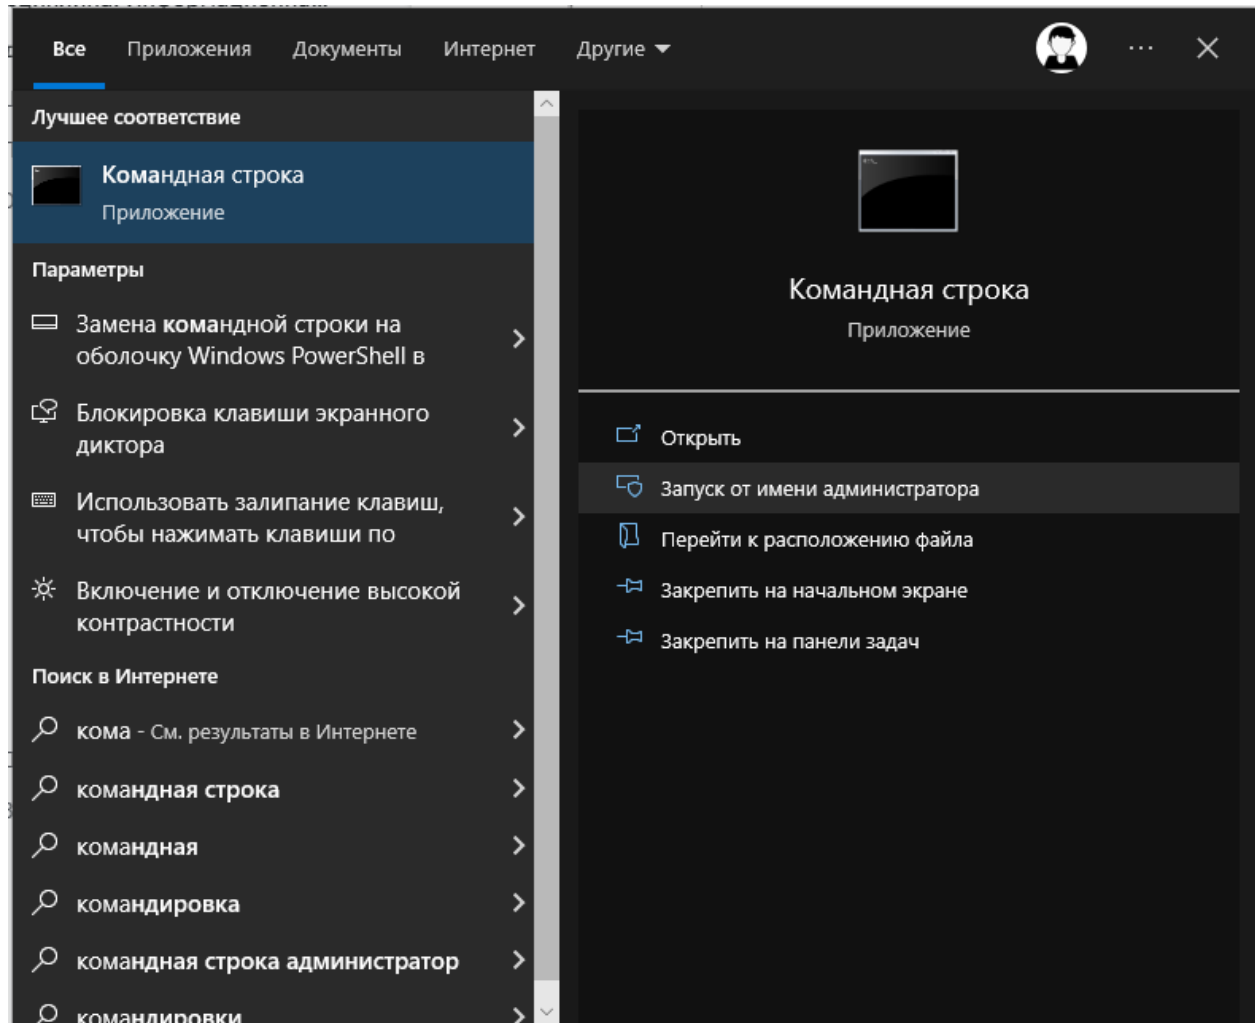 Все Приложения Документы Интернет Другие
Лучшее соответствие
Командная строка
Приложение
Параметры
Замена командной строки на
оболочку Windows PowerShell в
Блокировка клавиши экранного
диктора
Использовать залипание клавиш,
чтобы нажимать клавиши по
Включение и отключение высокой
контрастности
Поиск в Интернете
кома - См. результаты в Интернете
командная строка
командная
командировка
командная строка администратор
командировки
Командная строка
Приложение
Открыть
Запуск от имени администратора
Перейти к расположению файла
Закрепить на начальном экране
Закрепить на панели задач